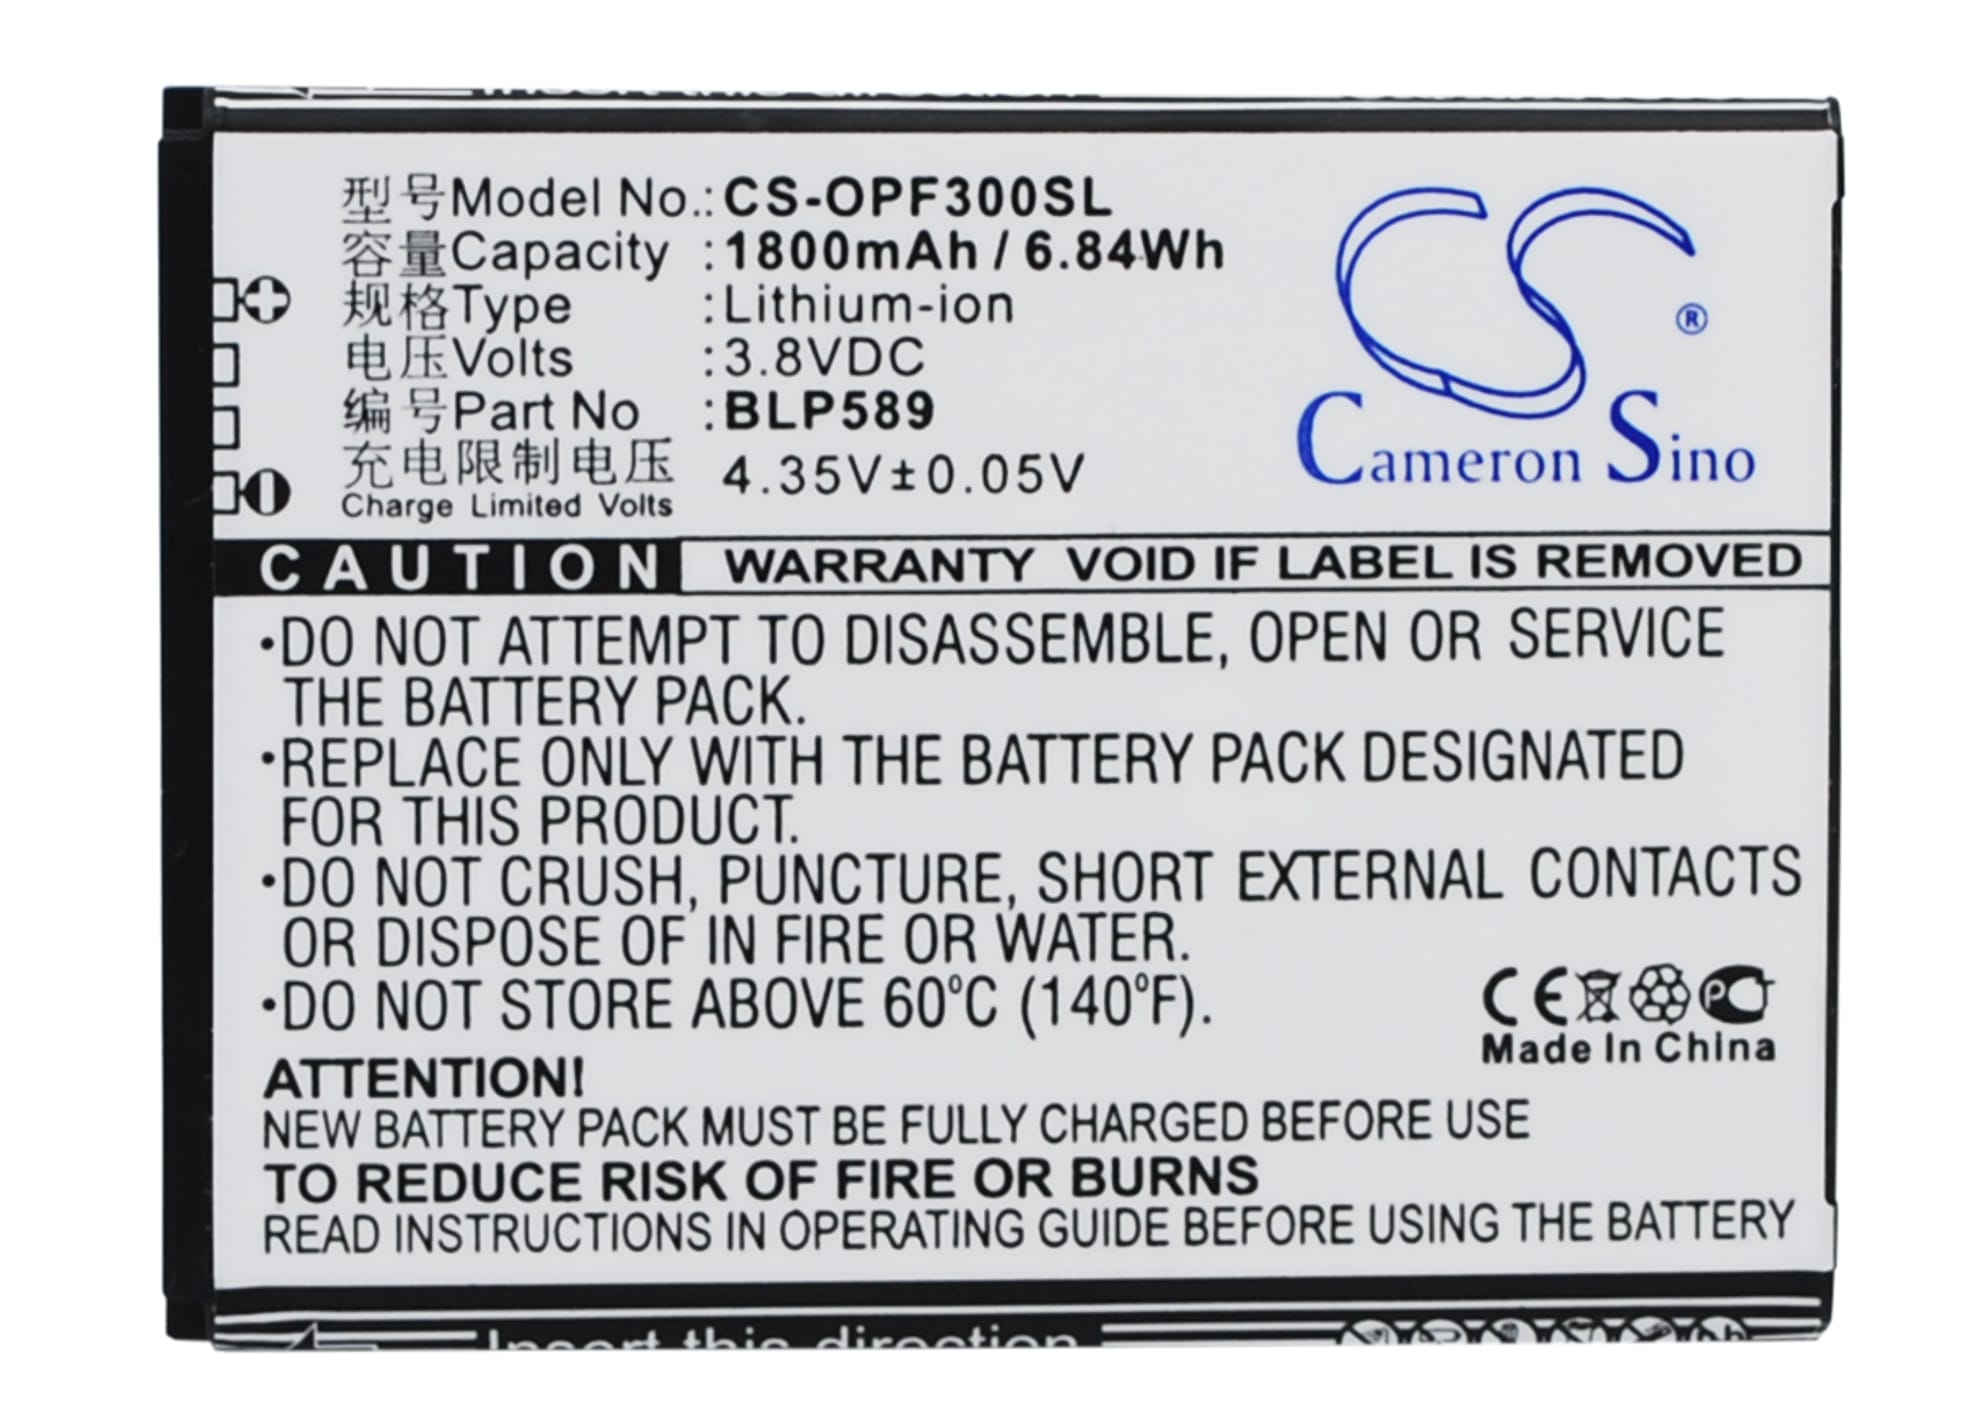 型号Model No.: CS-OPF300SL
容量Capacity : 1800mAh / 6.84Wh
规格Type : Lithium-ion
电压Volts : 3.8VDC
编号Part No : BLP589
充电限制电压 4.35V±0.05V
Charge Limited Volts
CS ®
Cameron Sino
CAUTION WARRANTY VOID IF LABEL IS REMOVED
•DO NOT ATTEMPT TO DISASSEMBLE, OPEN OR SERVICE
THE BATTERY PACK.
•REPLACE ONLY WITH THE BATTERY PACK DESIGNATED
FOR THIS PRODUCT.
•DO NOT CRUSH, PUNCTURE, SHORT EXTERNAL CONTACTS
OR DISPOSE OF IN FIRE OR WATER.
•DO NOT STORE ABOVE 60°C (140°F).
CE PCT
Made In China
ATTENTION!
NEW BATTERY PACK MUST BE FULLY CHARGED BEFORE USE
TO REDUCE RISK OF FIRE OR BURNS
READ INSTRUCTIONS IN OPERATING GUIDE BEFORE USING THE BATTERY
Insert this direction